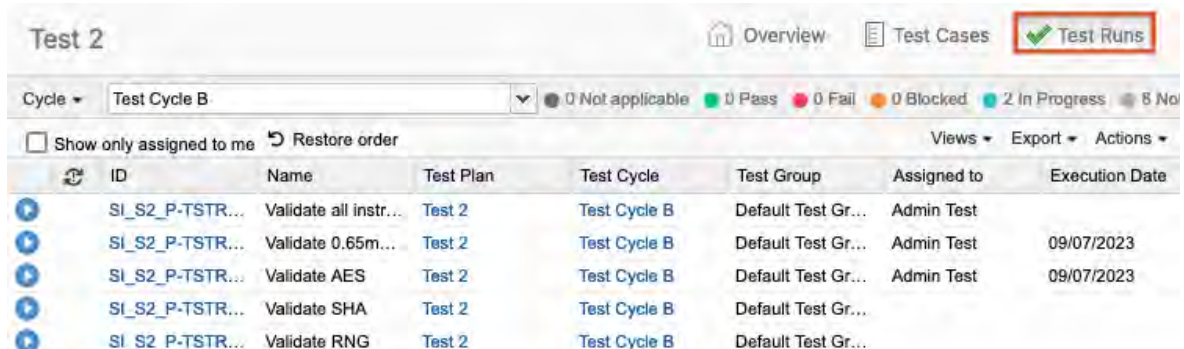 Test 2 Overview Test Cases Test Runs
Cycle Test Cycle B 0 Not applicable 0 Pass 0 Fail 0 Blocked 2 In Progress 8 No
Show only assigned to me Restore order Views Export Actions
ID Name Test Plan Test Cycle Test Group Assigned to Execution Date
SI_S2_P-TSTR... Validate all instr... Test 2 Test Cycle B Default Test Gr... Admin Test
SI_S2_P-TSTR... Validate 0.65m... Test 2 Test Cycle B Default Test Gr... Admin Test 09/07/2023
SI_S2_P-TSTR... Validate AES Test 2 Test Cycle B Default Test Gr... Admin Test 09/07/2023
SI_S2_P-TSTR... Validate SHA Test 2 Test Cycle B Default Test Gr...
SI_S2_P-TSTR... Validate RNG Test 2 Test Cycle B Default Test Gr...